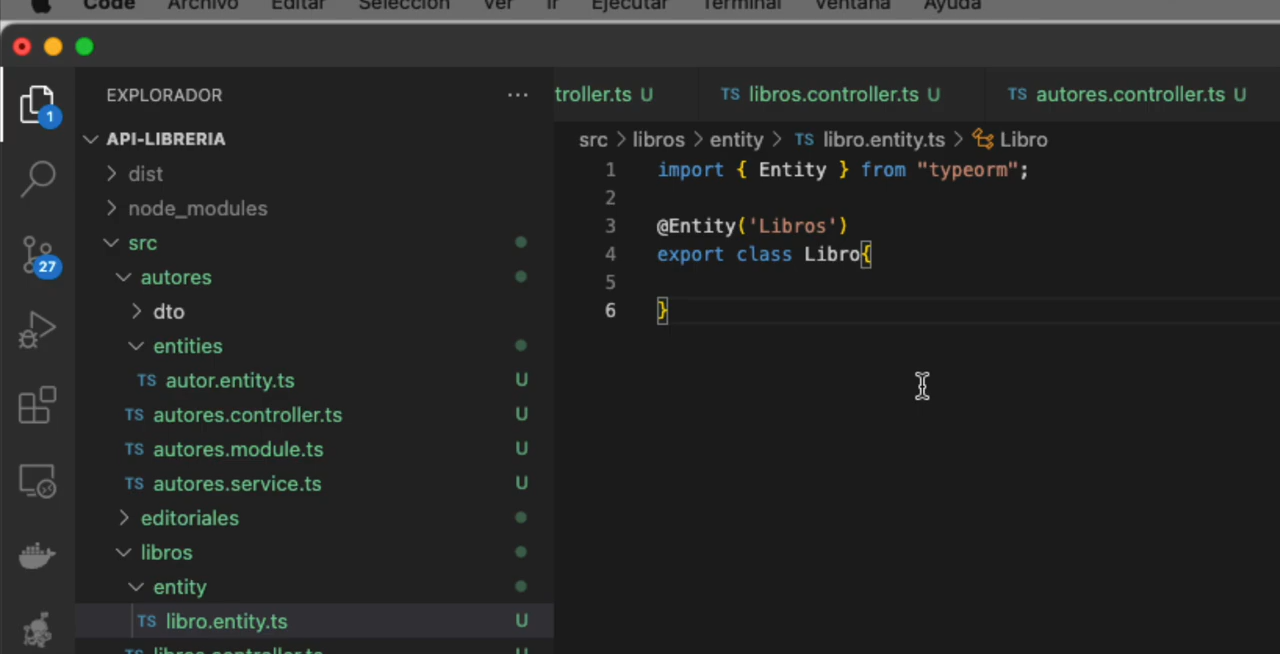 Code Archivo Editar Selección Ver Ir Ejecutar Terminal Ventana Ayuda
EXPLORADOR ···
troller.ts U
TS libros.controller.ts U
TS autores.controller.ts U
1
API-LIBRERIA
src > libros > entity > TS libro.entity.ts > Libro
dist
node_modules
src
autores
dto
entities
TS autor.entity.ts U
TS autores.controller.ts U
TS autores.module.ts U
TS autores.service.ts U
editoriales
libros
entity
TS libro.entity.ts U
TS libros.controller.ts U
27
1 import { Entity } from "typeorm";
2
3 @Entity('Libros')
4 export class Libro{
5
6 }